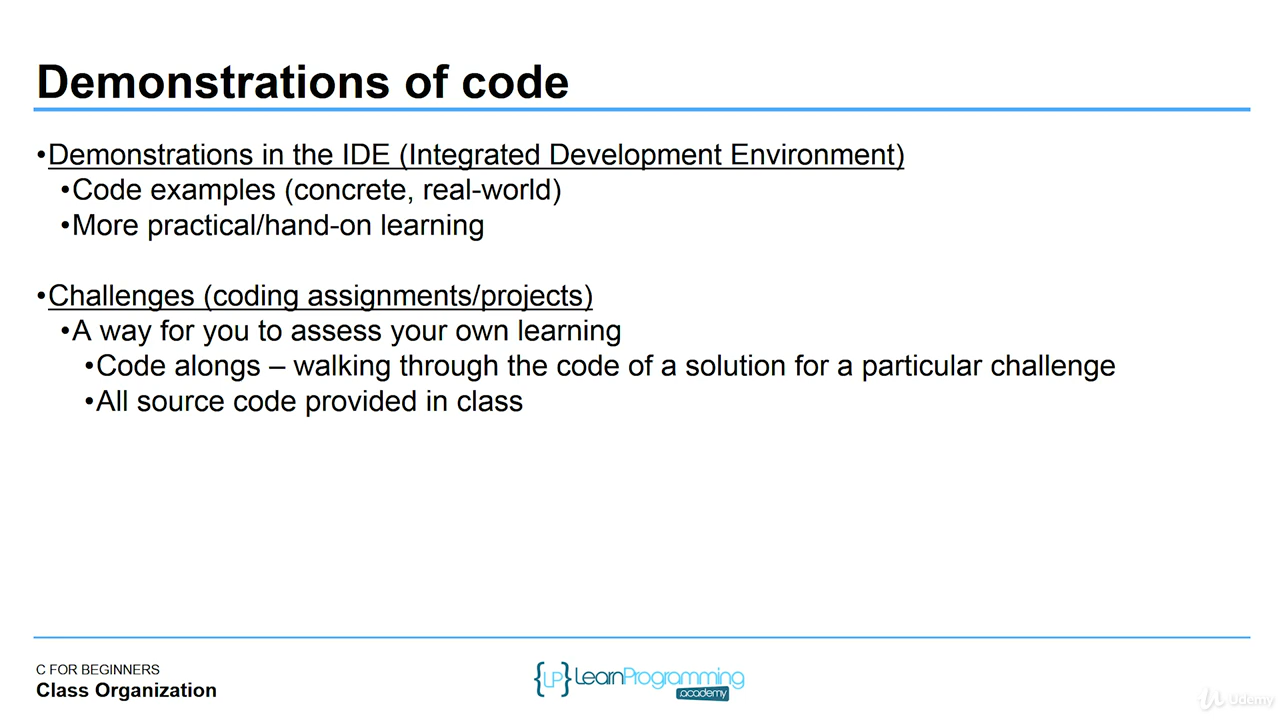 Demonstrations of code
•Demonstrations in the IDE (Integrated Development Environment)
•Code examples (concrete, real-world)
•More practical/hand-on learning
•Challenges (coding assignments/projects)
•A way for you to assess your own learning
•Code alongs – walking through the code of a solution for a particular challenge
•All source code provided in class
C FOR BEGINNERS
Class Organization
{LP} LearnProgramming
.academy
Udemy